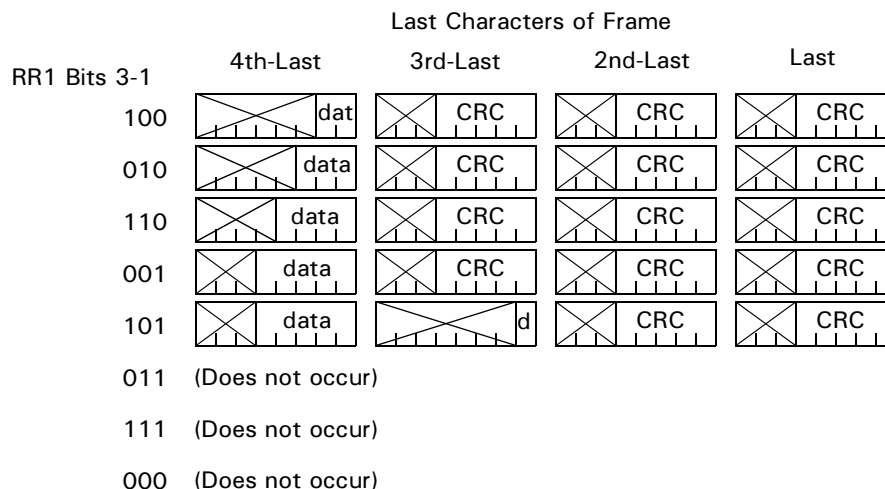 Last Characters of Frame
RR1 Bits 3-1 4th-Last 3rd-Last 2nd-Last Last
100 dat CRC CRC CRC
010 data CRC CRC CRC
110 data CRC CRC CRC
001 data CRC CRC CRC
101 data d CRC CRC
011 (Does not occur)
111 (Does not occur)
000 (Does not occur)